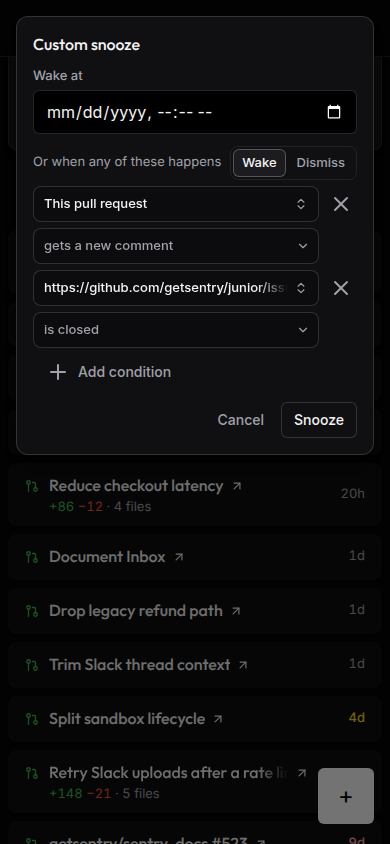 Custom snooze
Wake at
mm/dd/yyyy, --:-- --
Or when any of these happens
Wake
Dismiss
This pull request
gets a new comment
https://github.com/getsentry/junior/iss
is closed
Add condition
Cancel
Snooze
Reduce checkout latency
20h
+86 −12 · 4 files
Document Inbox
1d
Drop legacy refund path
1d
Trim Slack thread context
1d
Split sandbox lifecycle
4d
Retry Slack uploads after a rate
+148 −21 · 5 files
+
getsentry/sentry-docs #523
9d